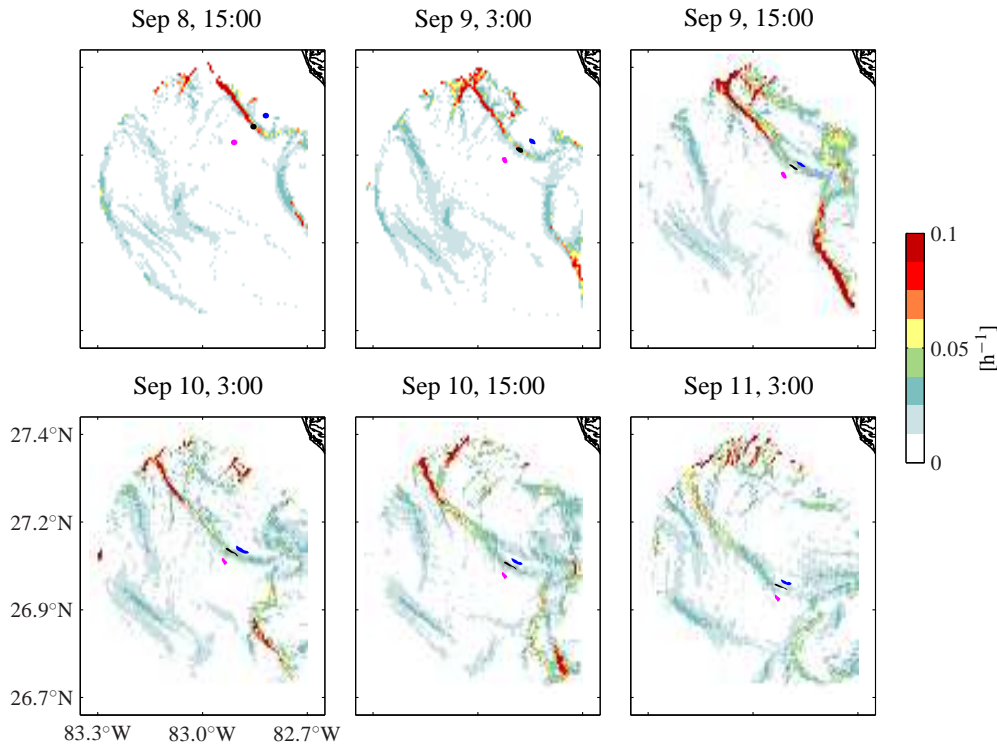 Sep 8, 15:00
Sep 9, 3:00
Sep 9, 15:00
0.1
0.05
0
[h⁻¹]
Sep 10, 3:00
Sep 10, 15:00
Sep 11, 3:00
27.4°N
27.2°N
26.9°N
26.7°N
83.3°W
83.0°W
82.7°W